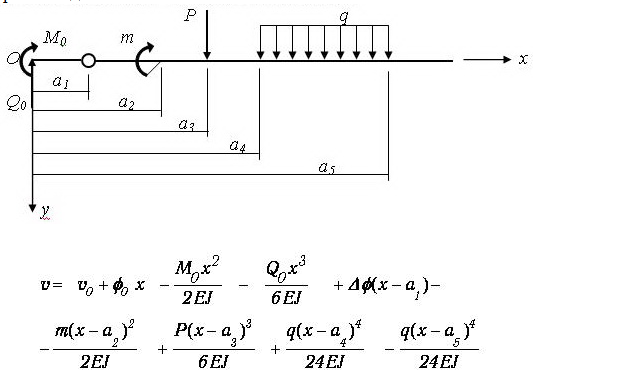 P
q
M₀
m
O
x
a₁
Q₀
a₂
a₃
a₄
a₅
y
v = v₀ + ϕ₀ x - M₀x²/2EJ - Q₀x³/6EJ + Δϕ(x - a₁) -
- m(x - a₂)²/2EJ + P(x - a₃)³/6EJ + q(x - a₄)⁴/24EJ - q(x - a₅)⁴/24EJ